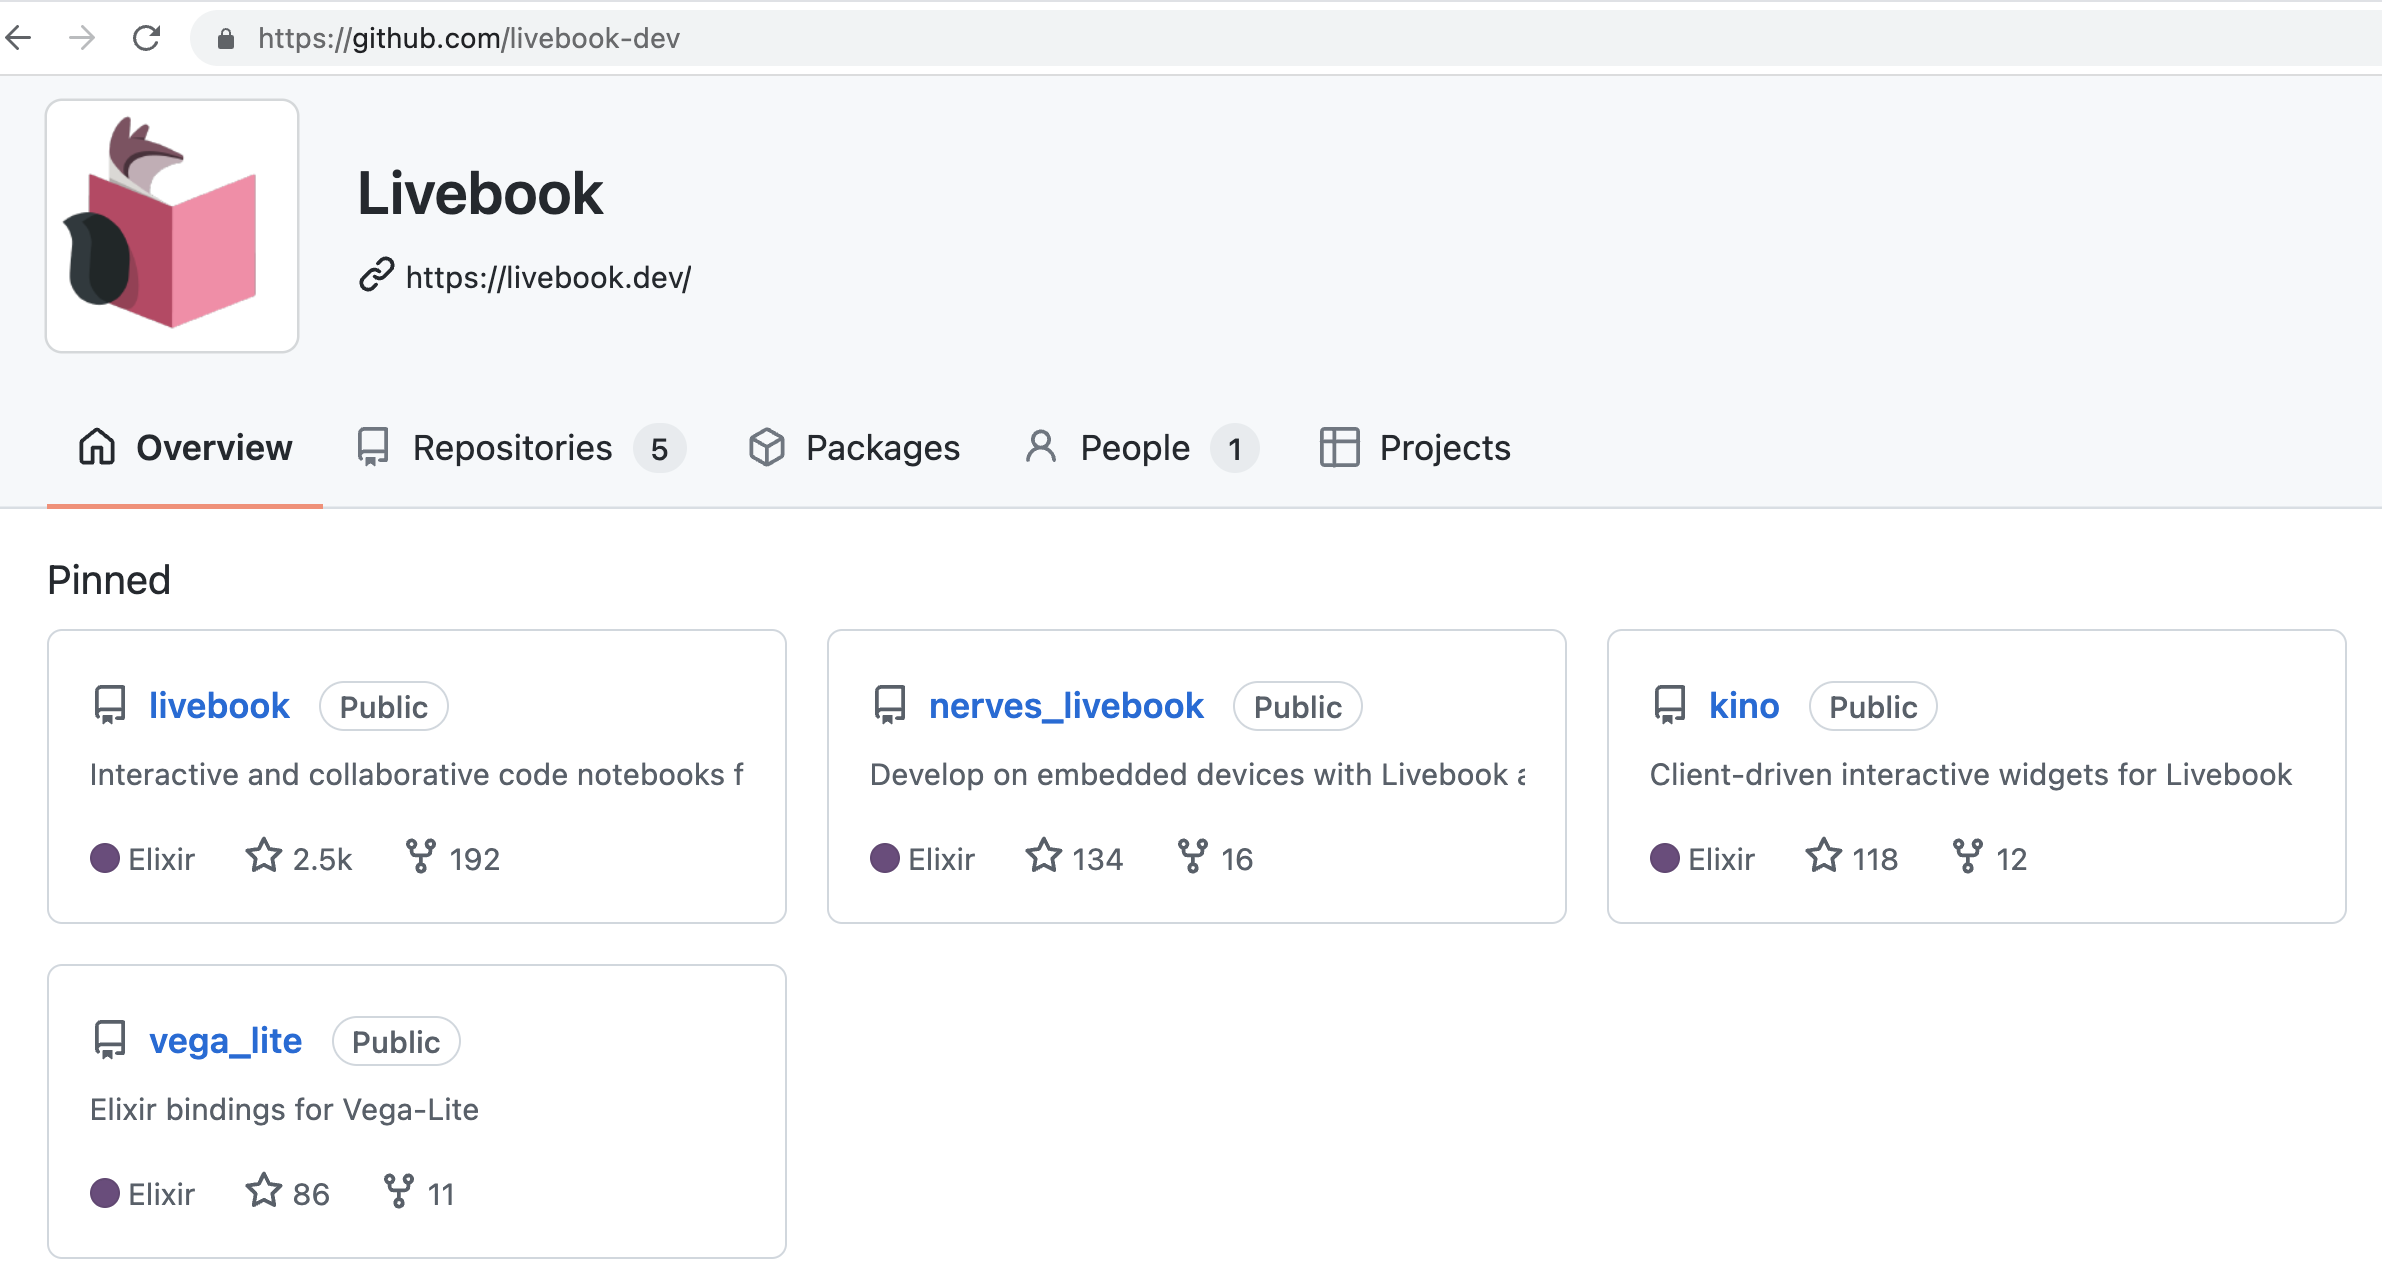 https://github.com/livebook-dev
Livebook
https://livebook.dev/
Overview Repositories 5 Packages People 1 Projects
Pinned
livebook Public nerves_livebook Public kino Public
Interactive and collaborative code notebooks f Develop on embedded devices with Livebook a Client-driven interactive widgets for Livebook
Elixir 2.5k 192 Elixir 134 16 Elixir 118 12
vega_lite Public
Elixir bindings for Vega-Lite
Elixir 86 11